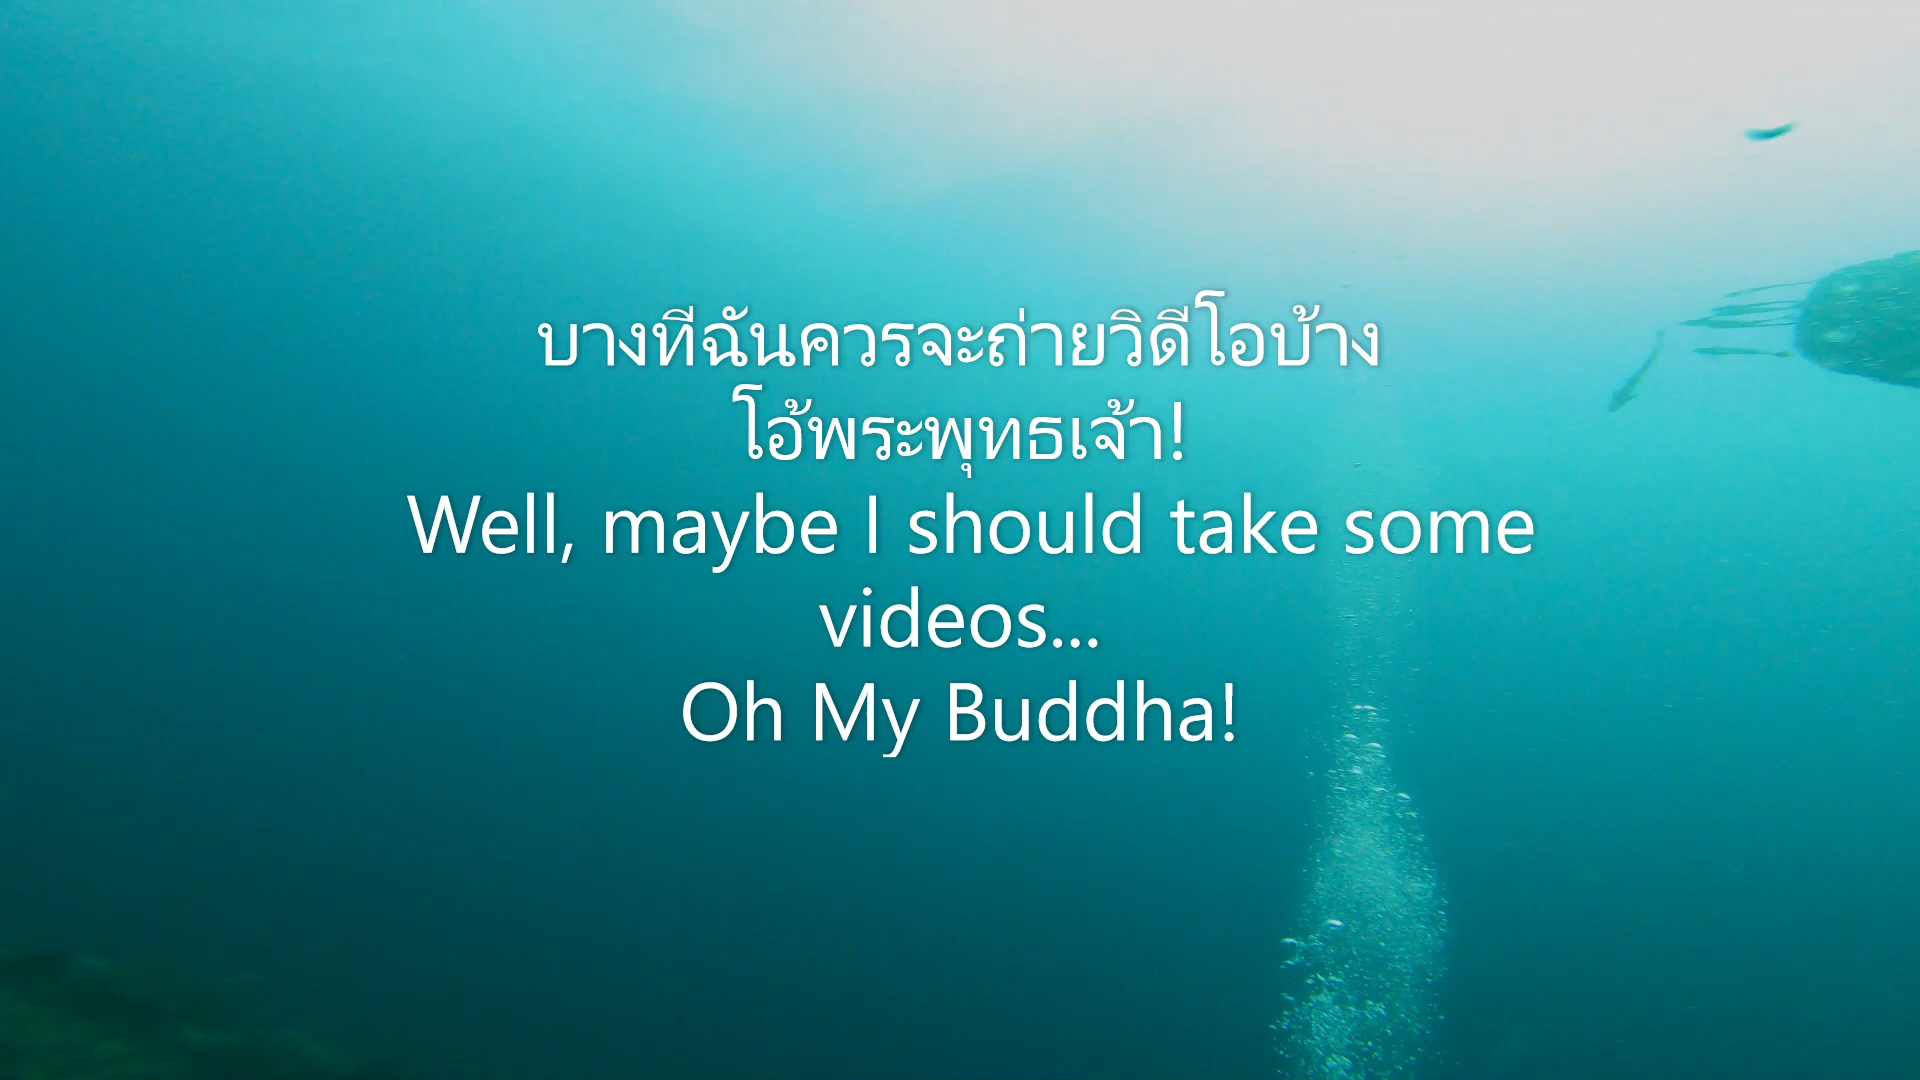 บางทีฉันควรจะถ่ายวิดีโอบ้าง
โอ้พระพุทธเจ้า!
Well, maybe I should take some
videos...
Oh My Buddha!